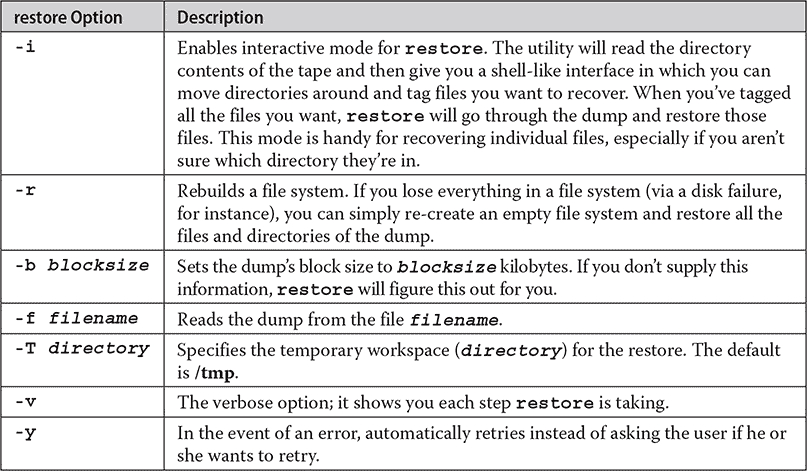 restore Option Description
-i Enables interactive mode for restore. The utility will read the directory
contents of the tape and then give you a shell-like interface in which you can
move directories around and tag files you want to recover. When you’ve tagged
all the files you want, restore will go through the dump and restore those
files. This mode is handy for recovering individual files, especially if you aren’t
sure which directory they’re in.
-r Rebuilds a file system. If you lose everything in a file system (via a disk failure,
for instance), you can simply re-create an empty file system and restore all the
files and directories of the dump.
-b blocksize Sets the dump’s block size to blocksize kilobytes. If you don’t supply this
information, restore will figure this out for you.
-f filename Reads the dump from the file filename.
-T directory Specifies the temporary workspace (directory) for the restore. The default
is /tmp.
-v The verbose option; it shows you each step restore is taking.
-y In the event of an error, automatically retries instead of asking the user if he or
she wants to retry.